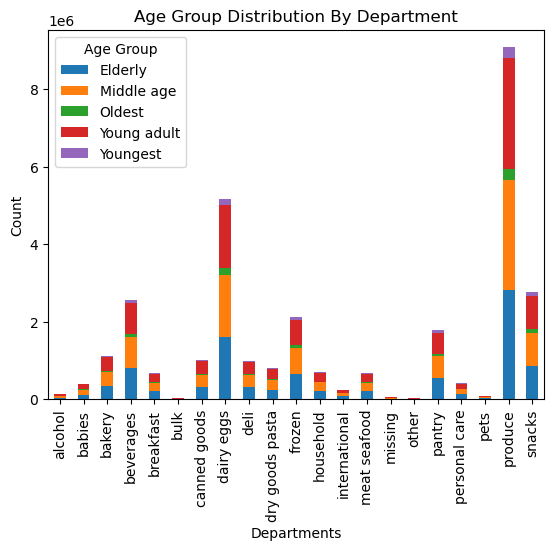 Age Group Distribution By Department
1e6
Age Group
Elderly
Middle age
Oldest
Young adult
Youngest
Count
8
6
4
2
0
alcohol
babies
bakery
beverages
breakfast
bulk
canned goods
dairy eggs
deli
dry goods pasta
frozen
household
international
meat seafood
missing
other
pantry
personal care
pets
produce
snacks
Departments